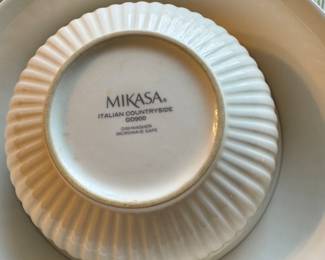 MIKASA®
ITALIAN COUNTRYSIDE
DD900
DISHWASHER
MICROWAVE SAFE